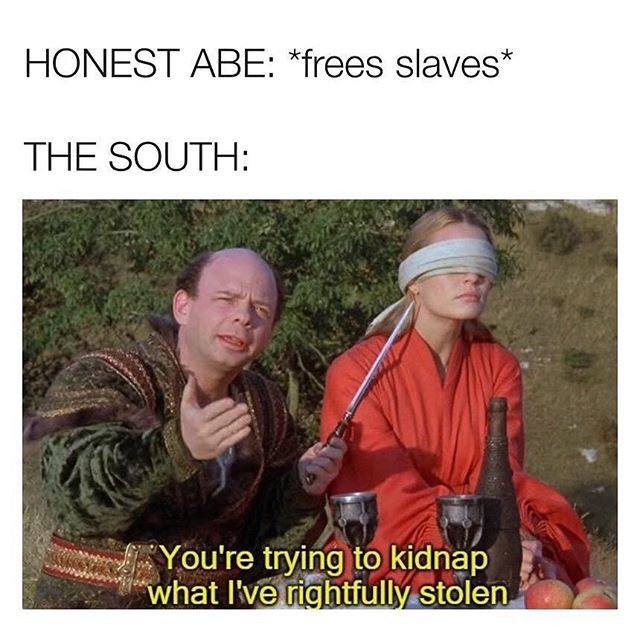 HONEST ABE: *frees slaves*
THE SOUTH:
You're trying to kidnap
what I've rightfully stolen